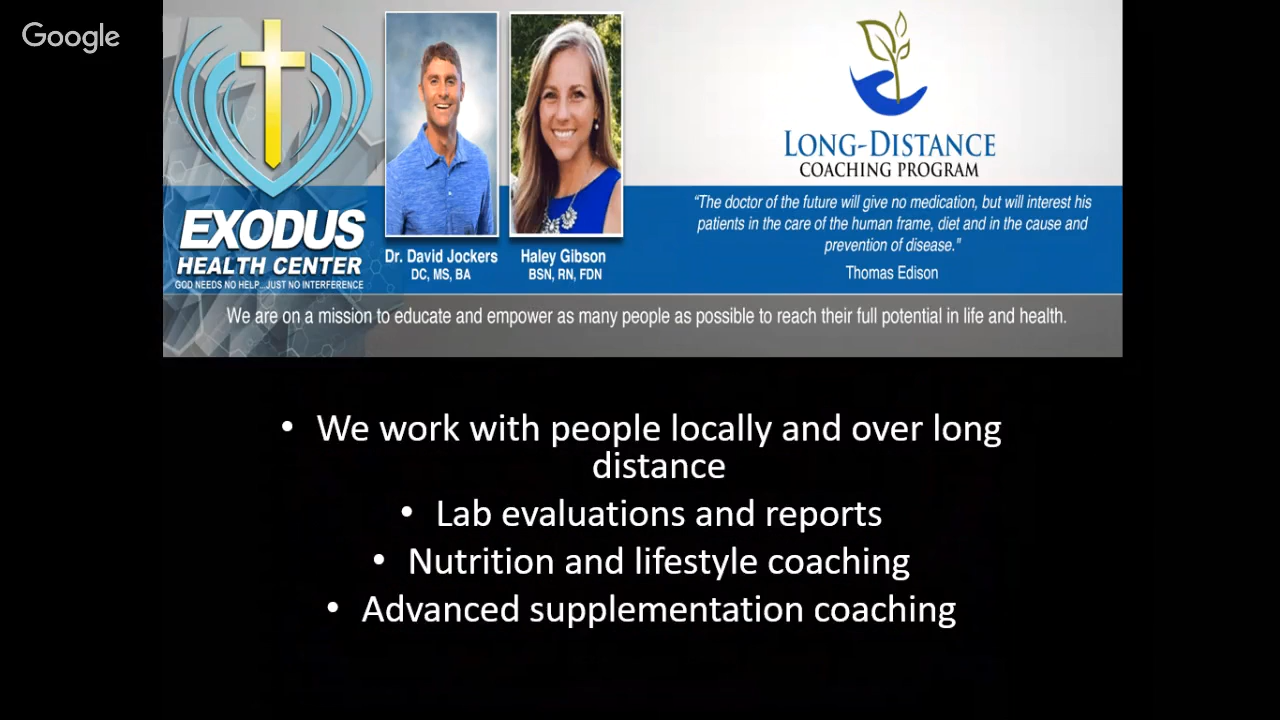 Google
EXODUS
HEALTH CENTER
GOD NEEDS NO HELP...JUST NO INTERFERENCE
Dr. David Jockers
DC, MS, BA
Haley Gibson
BSN, RN, FDN
LONG-DISTANCE
COACHING PROGRAM
"The doctor of the future will give no medication, but will interest his
patients in the care of the human frame, diet and in the cause and
prevention of disease."
Thomas Edison
We are on a mission to educate and empower as many people as possible to reach their full potential in life and health.
• We work with people locally and over long
distance
• Lab evaluations and reports
• Nutrition and lifestyle coaching
• Advanced supplementation coaching